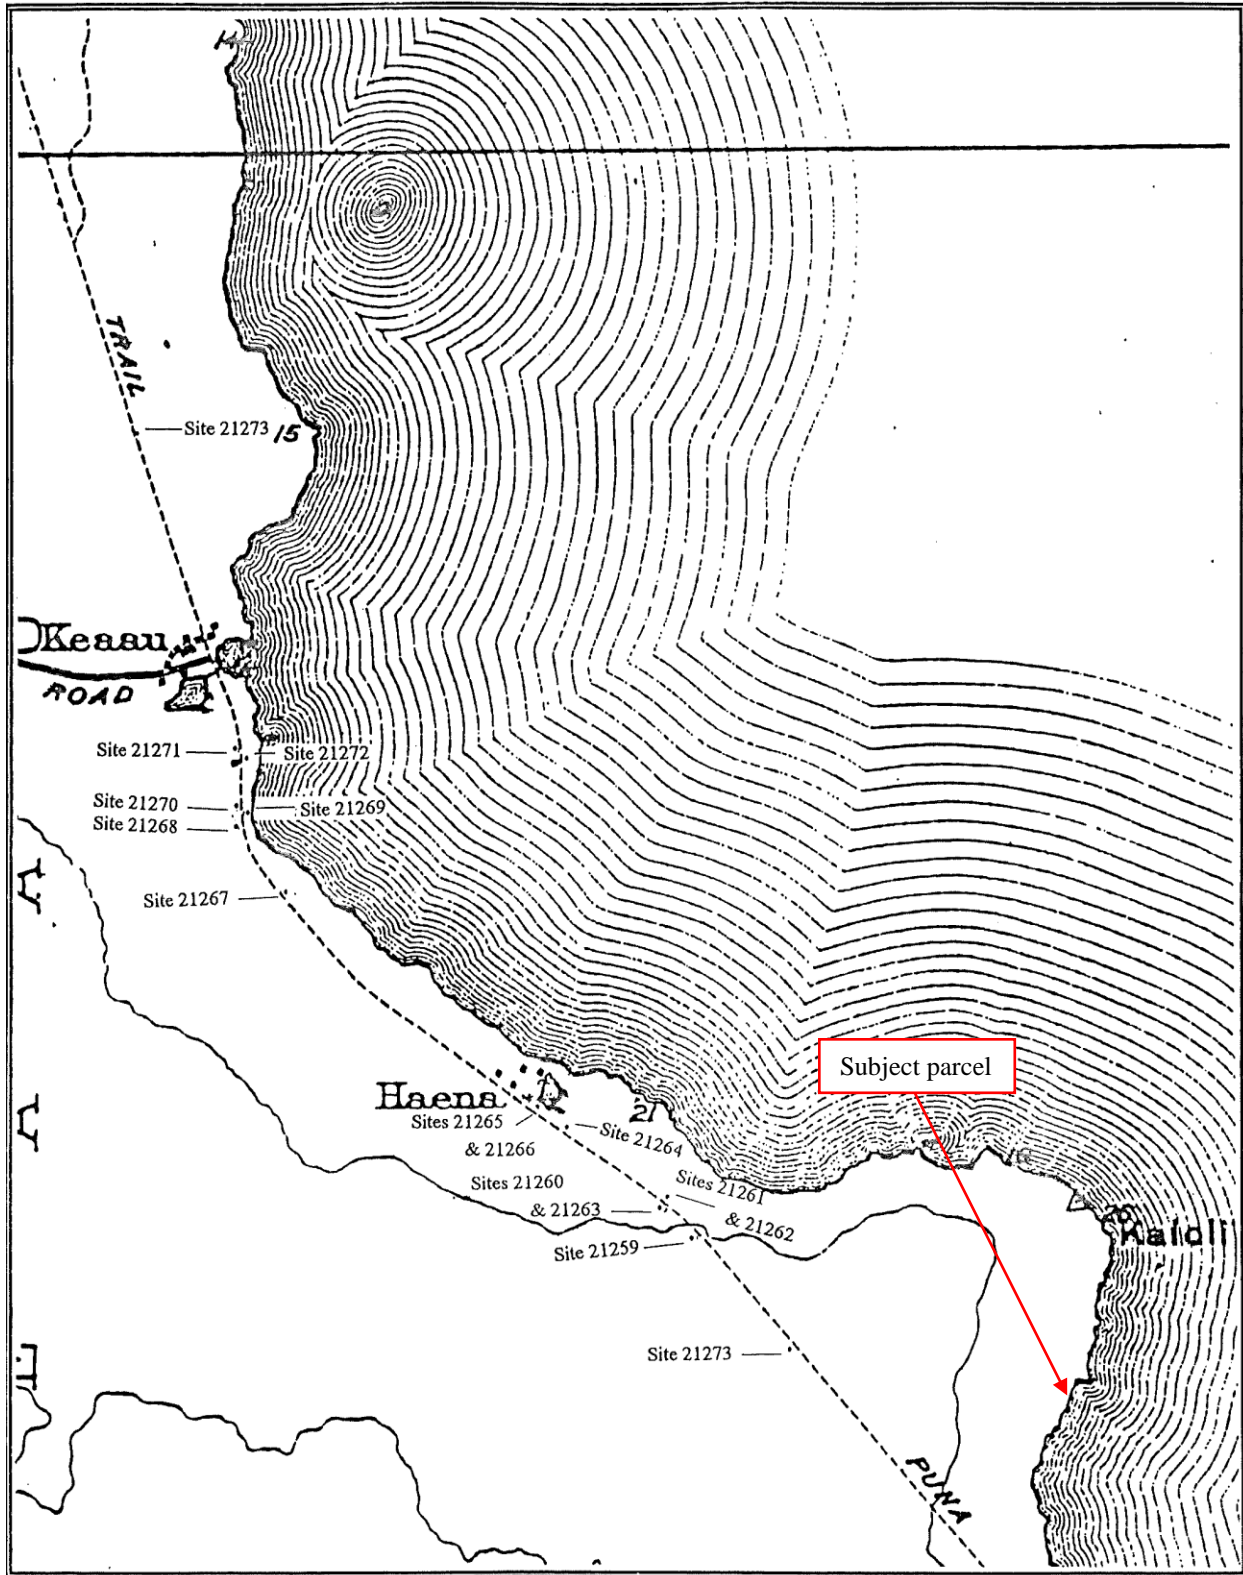 14
TRAIL
Site 21273
15
Keaau
ROAD
Site 21271
Site 21272
Site 21270
Site 21269
Site 21268
A
Site 21267
Subject parcel
Haena
21
A
Sites 21265
& 21266
Site 21264
Sites 21260
& 21263
Sites 21261
& 21262
26
Kaloli
Site 21259
Site 21273
E
PUNA